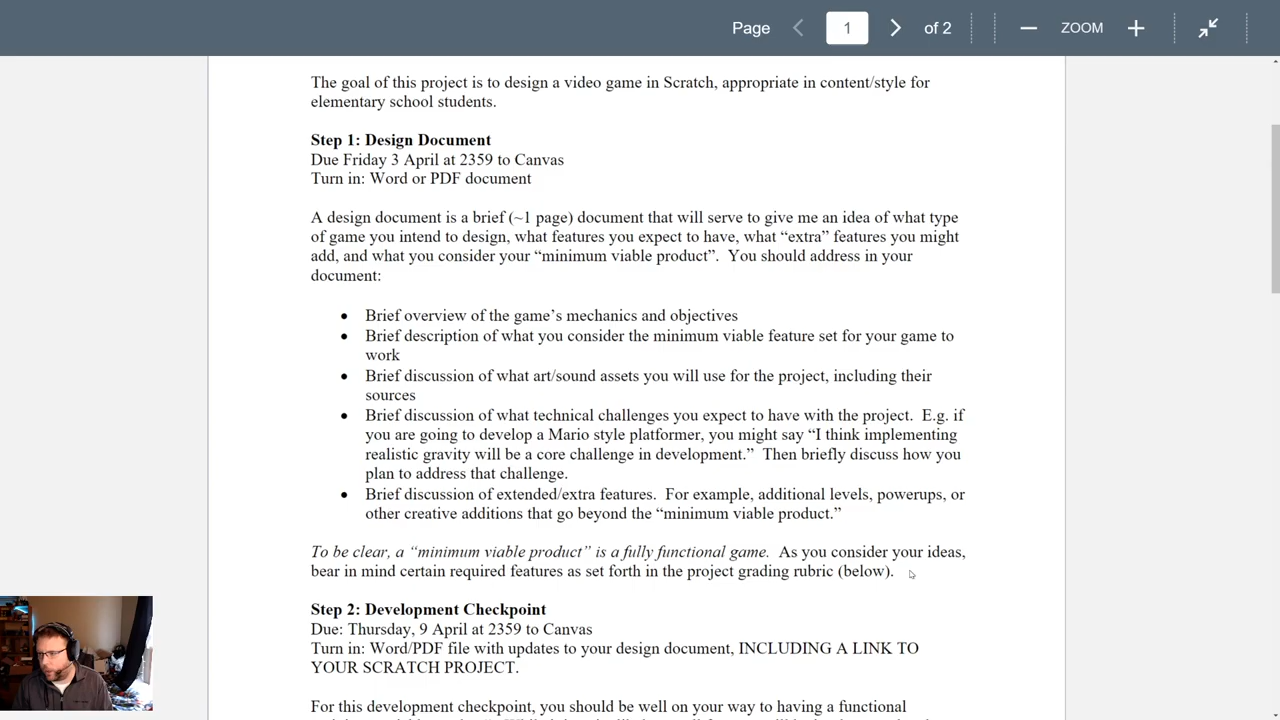 Page 1 of 2 ZOOM
The goal of this project is to design a video game in Scratch, appropriate in content/style for
elementary school students.
Step 1: Design Document
Due Friday 3 April at 2359 to Canvas
Turn in: Word or PDF document
A design document is a brief (~1 page) document that will serve to give me an idea of what type
of game you intend to design, what features you expect to have, what “extra” features you might
add, and what you consider your “minimum viable product”. You should address in your
document:
• Brief overview of the game’s mechanics and objectives
• Brief description of what you consider the minimum viable feature set for your game to
work
• Brief discussion of what art/sound assets you will use for the project, including their
sources
• Brief discussion of what technical challenges you expect to have with the project. E.g. if
you are going to develop a Mario style platformer, you might say “I think implementing
realistic gravity will be a core challenge in development.” Then briefly discuss how you
plan to address that challenge.
• Brief discussion of extended/extra features. For example, additional levels, powerups, or
other creative additions that go beyond the “minimum viable product.”
To be clear, a “minimum viable product” is a fully functional game. As you consider your ideas,
bear in mind certain required features as set forth in the project grading rubric (below).
Step 2: Development Checkpoint
Due: Thursday, 9 April at 2359 to Canvas
Turn in: Word/PDF file with updates to your design document, INCLUDING A LINK TO
YOUR SCRATCH PROJECT.
For this development checkpoint, you should be well on your way to having a functional